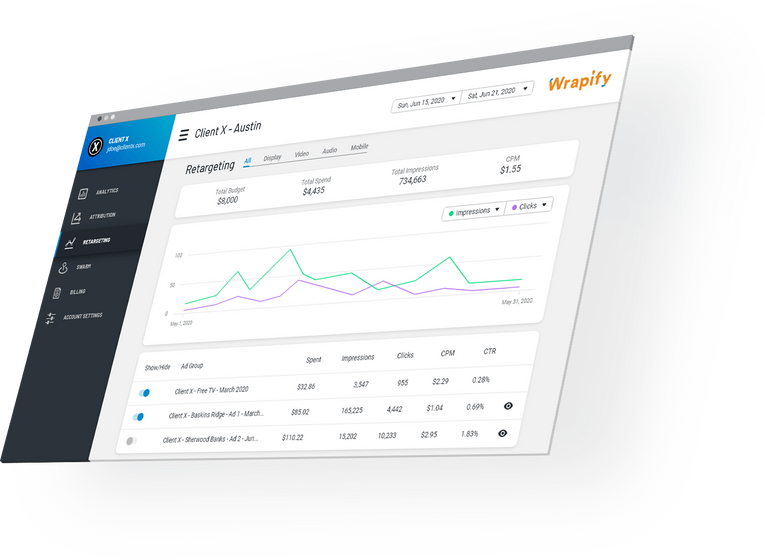 CLIENT X
jdoe@clientx.com
Client X - Austin
Sun, Jun 15, 2020
Sat, Jun 21, 2020
Wrapify
ANALYTICS
ATTRIBUTION
RETARGETING
SWARM
BILLING
ACCOUNT SETTINGS
Retargeting All Display Video Audio Mobile
Total Budget Total Spend Total Impressions CPM
$8,000 $4,435 734,663 $1.55
Impressions Clicks
100
50
0
May 1, 2020 May 31, 2020
Show/Hide Ad Group Spent Impressions Clicks CPM CTR
Client X - Free TV - March 2020 $32.86 3,547 955 $2.29 0.28%
Client X - Baskins Ridge - Ad 1 - March... $85.02 165,225 4,442 $1.04 0.69%
Client X - Sherwood Banks - Ad 2 - Jun... $110.22 15,202 10,233 $2.95 1.83%